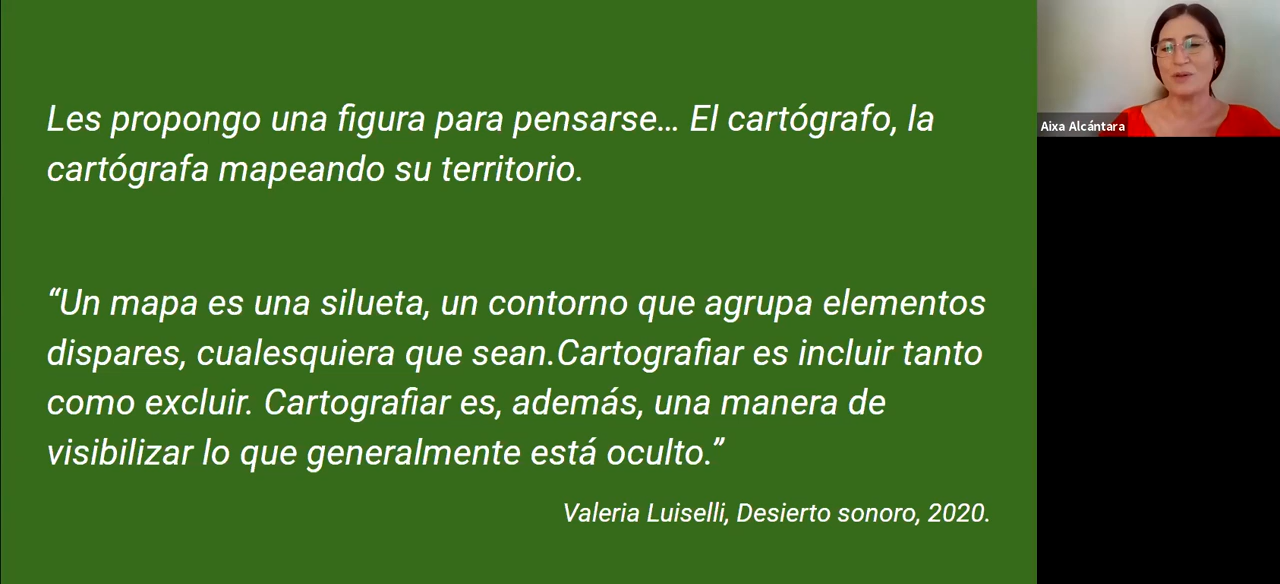 Les propongo una figura para pensarse... El cartógrafo, la
cartógrafa mapeando su territorio.
“Un mapa es una silueta, un contorno que agrupa elementos
dispares, cualesquiera que sean.Cartografiar es incluir tanto
como excluir. Cartografiar es, además, una manera de
visibilizar lo que generalmente está oculto.”
Valeria Luiselli, Desierto sonoro, 2020.
Aixa Alcántara